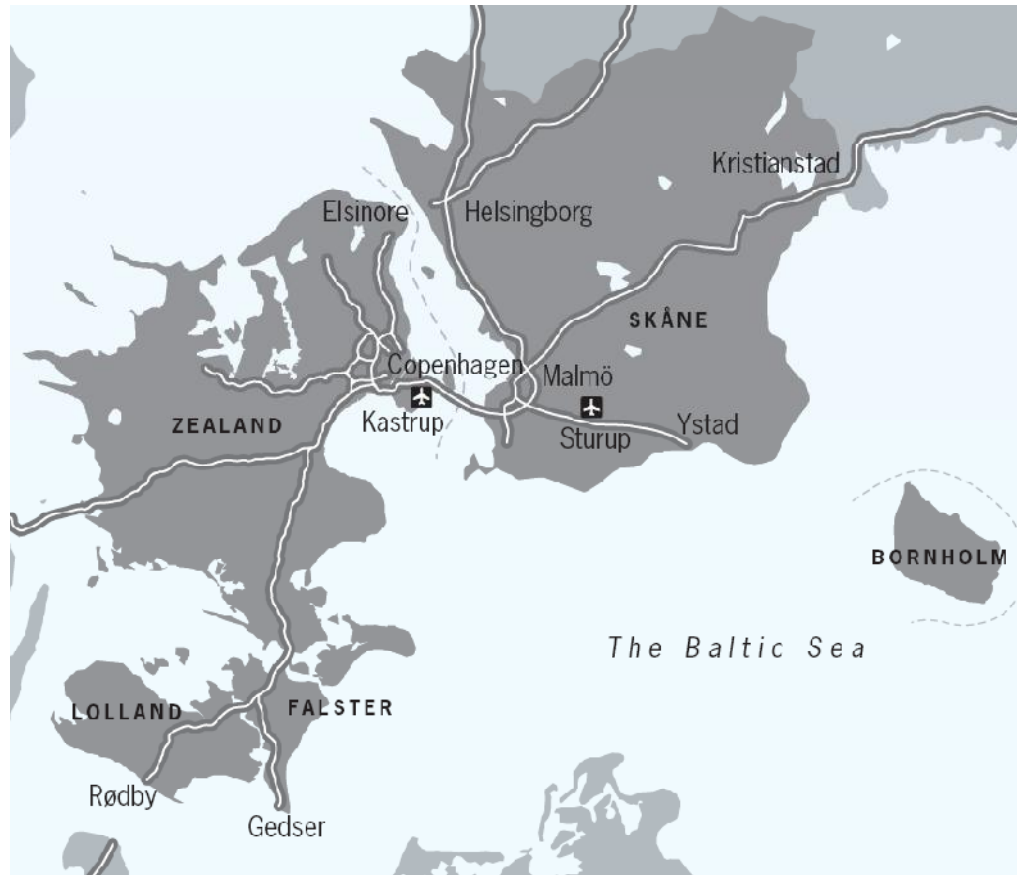 Kristianstad
Elsinore
Helsingborg
SKÅNE
Copenhagen
Malmö
Kastrup
ZEALAND
Sturup
Ystad
BORNHOLM
The Baltic Sea
LOLLAND
FALSTER
Rødby
Gedser